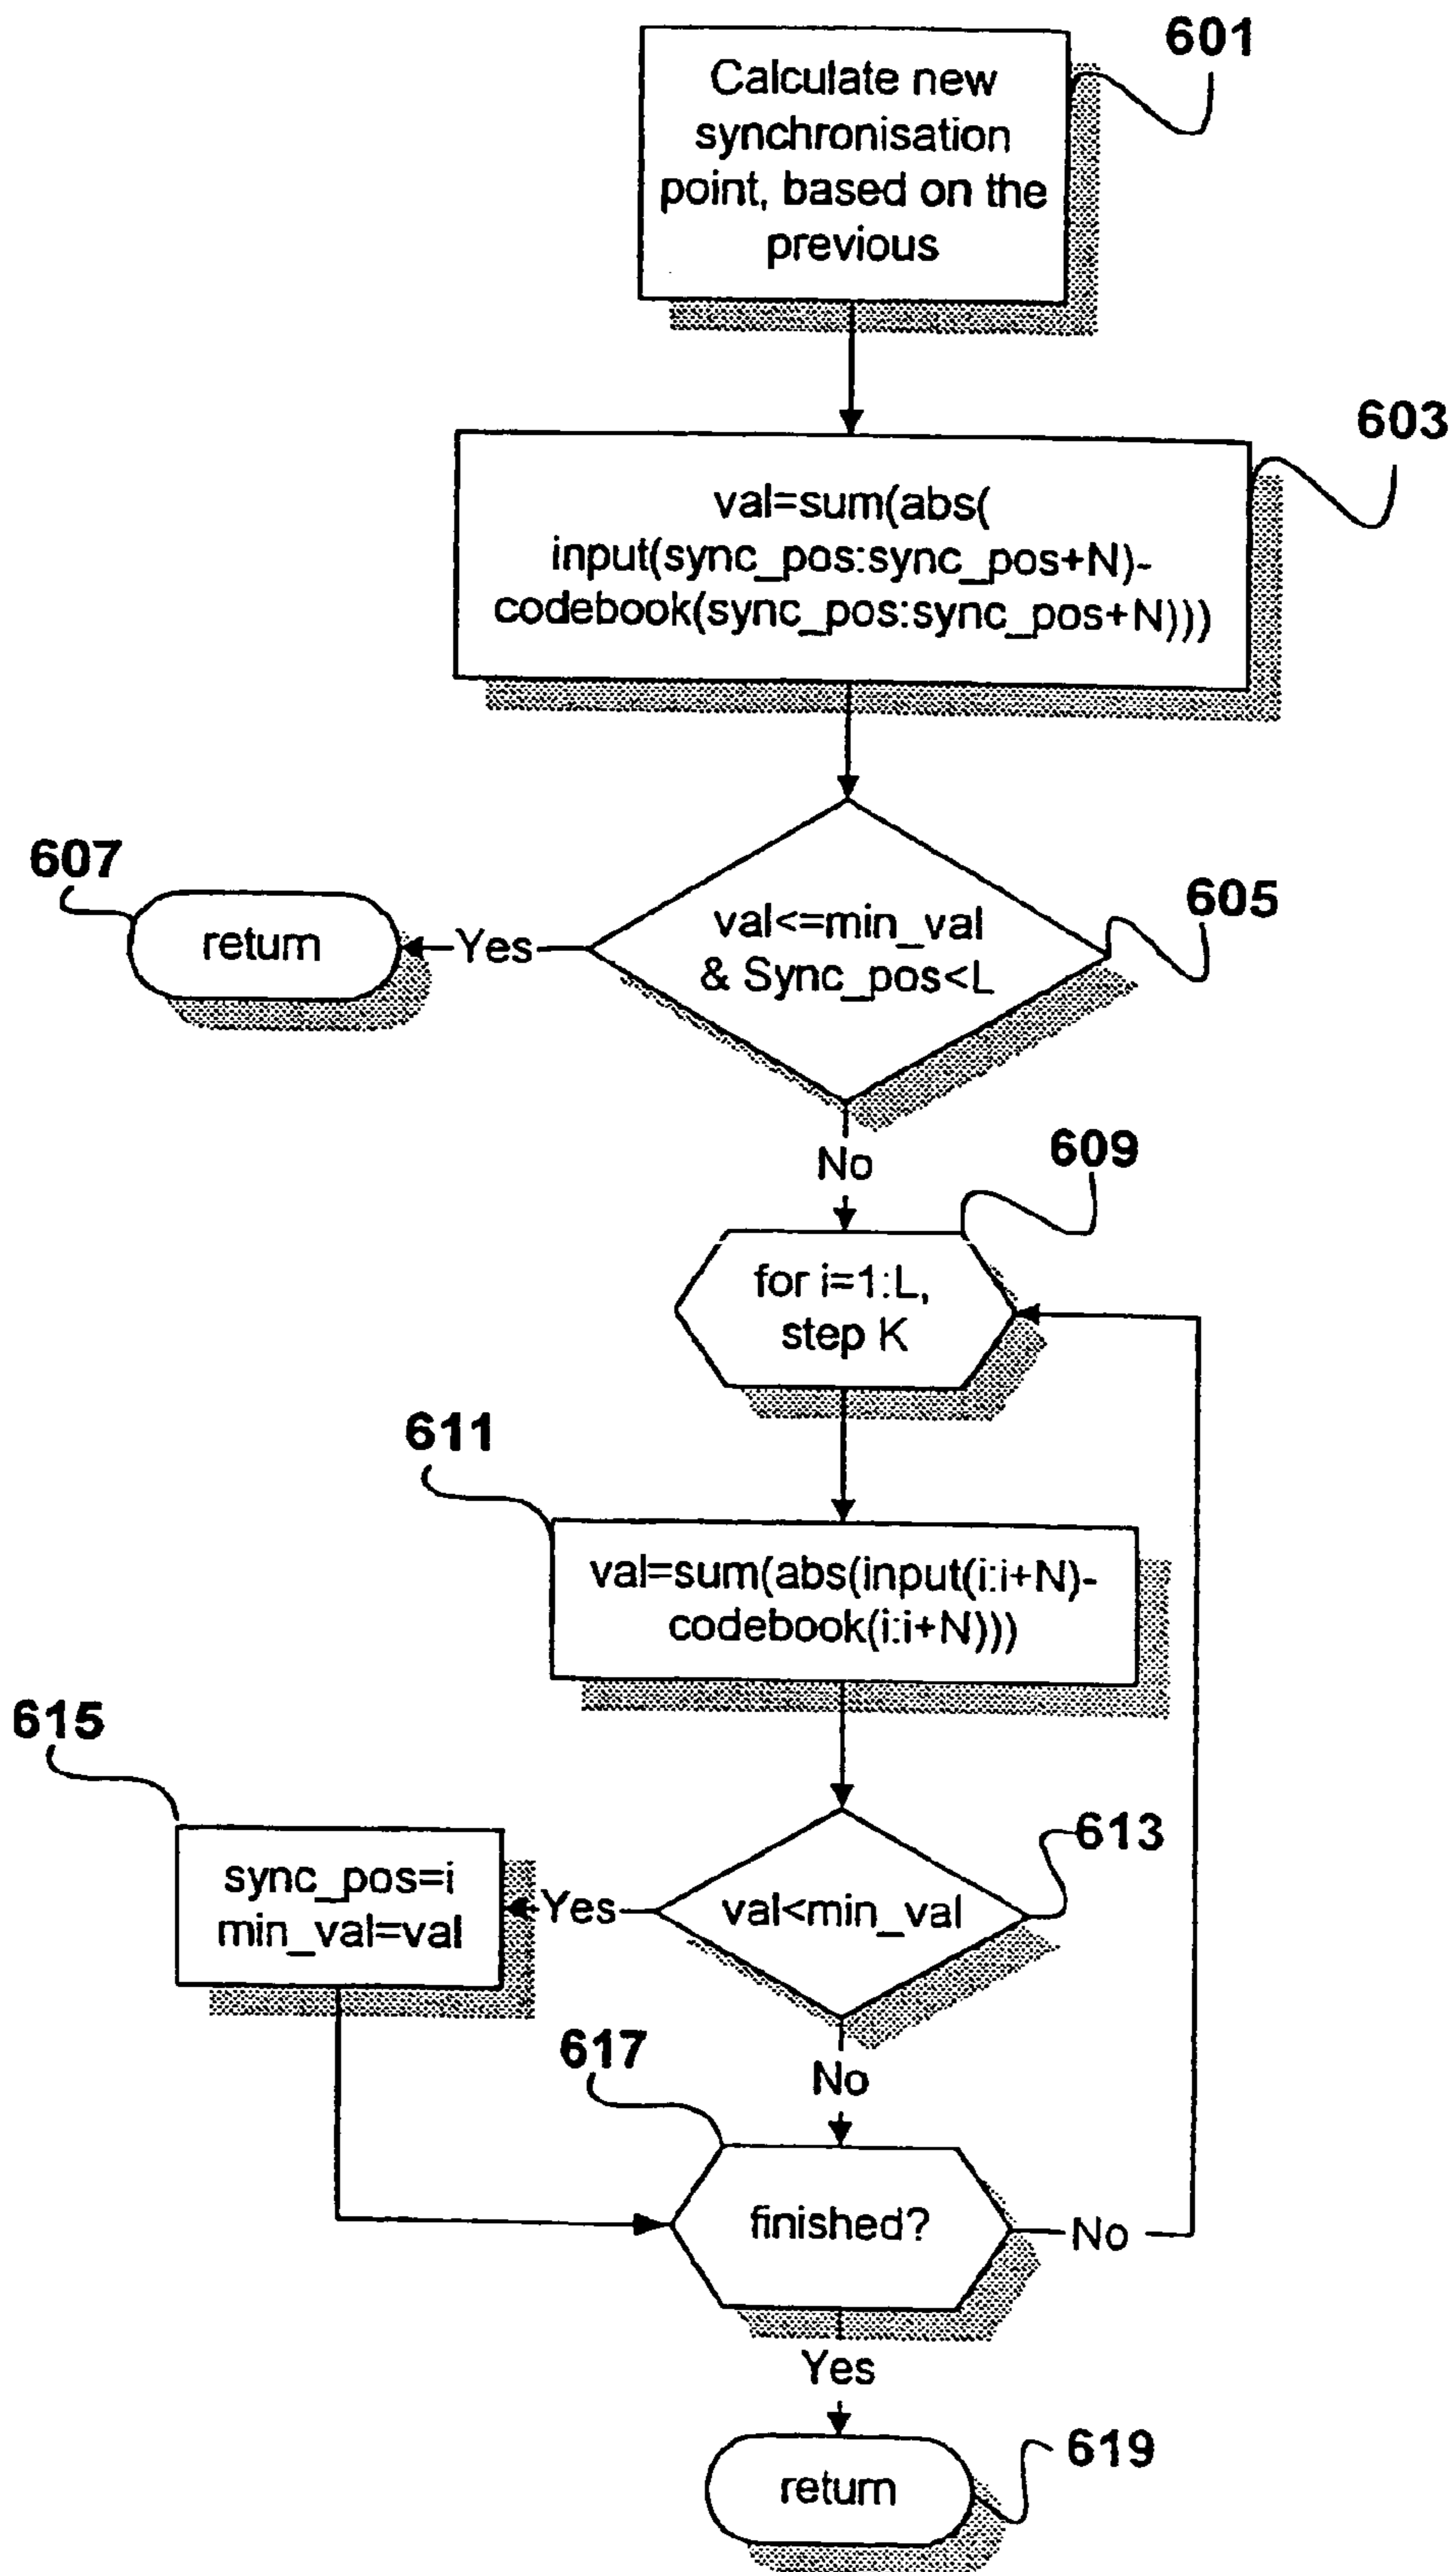 601
Calculate new
synchronisation
point, based on the
previous
603
val=sum(abs(
input(sync_pos:sync_pos+N)-
codebook(sync_pos:sync_pos+N)))
607
return
Yes
val<=min_val
& Sync_pos<L
605
No
609
for i=1:L,
step K
611
val=sum(abs(input(i:i+N)-
codebook(i:i+N)))
615
sync_pos=i
min_val=val
Yes
val<min_val
613
617
No
finished?
No
Yes
return
619